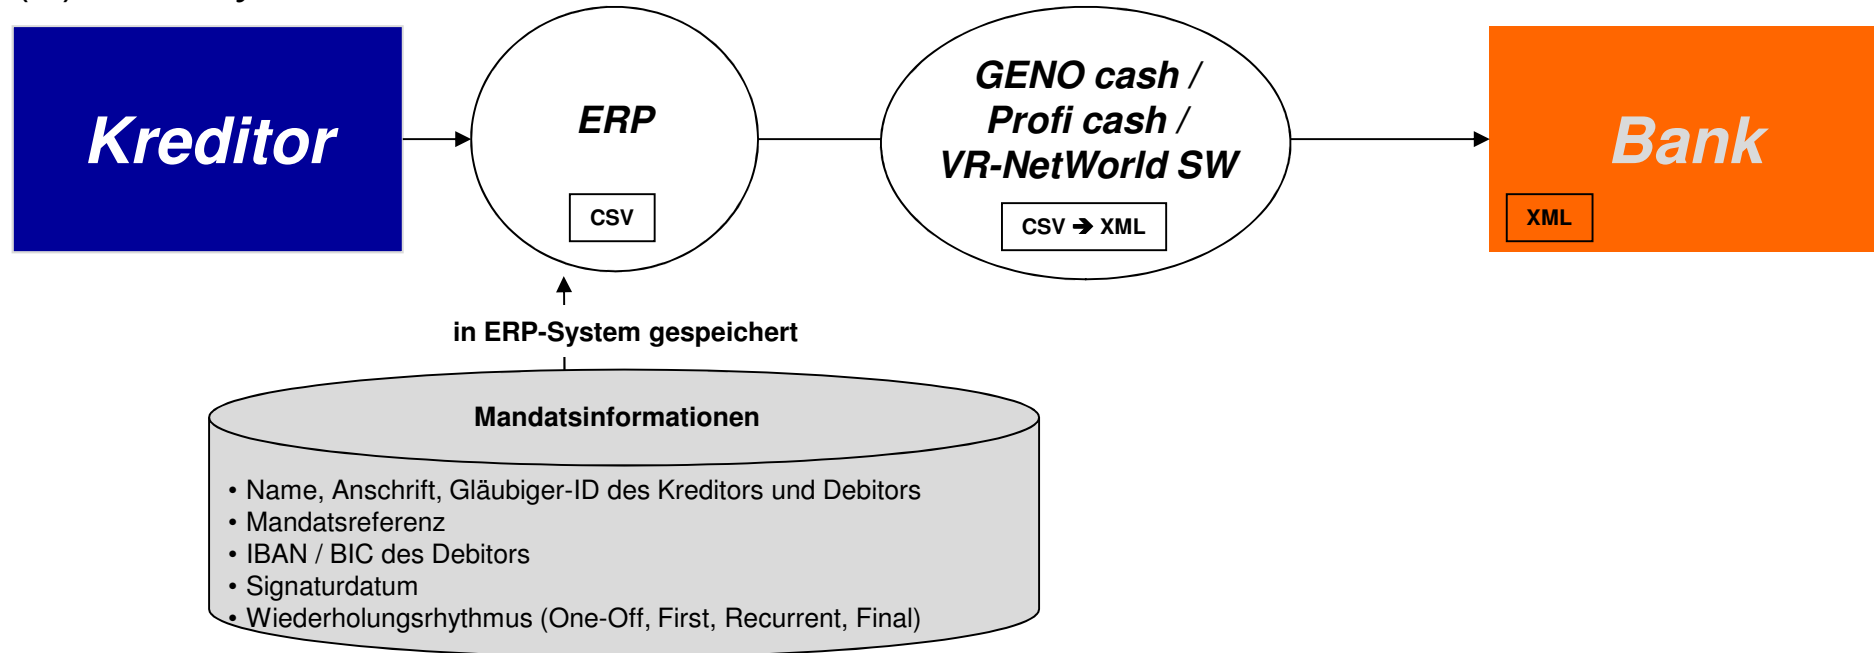 Kreditor
ERP
CSV
GENO cash /
Profi cash /
VR-NetWorld SW
CSV ➔ XML
Bank
XML
in ERP-System gespeichert
Mandatsinformationen
• Name, Anschrift, Gläubiger-ID des Kreditors und Debitors
• Mandatsreferenz
• IBAN / BIC des Debitors
• Signaturdatum
• Wiederholungsrhythmus (One-Off, First, Recurrent, Final)